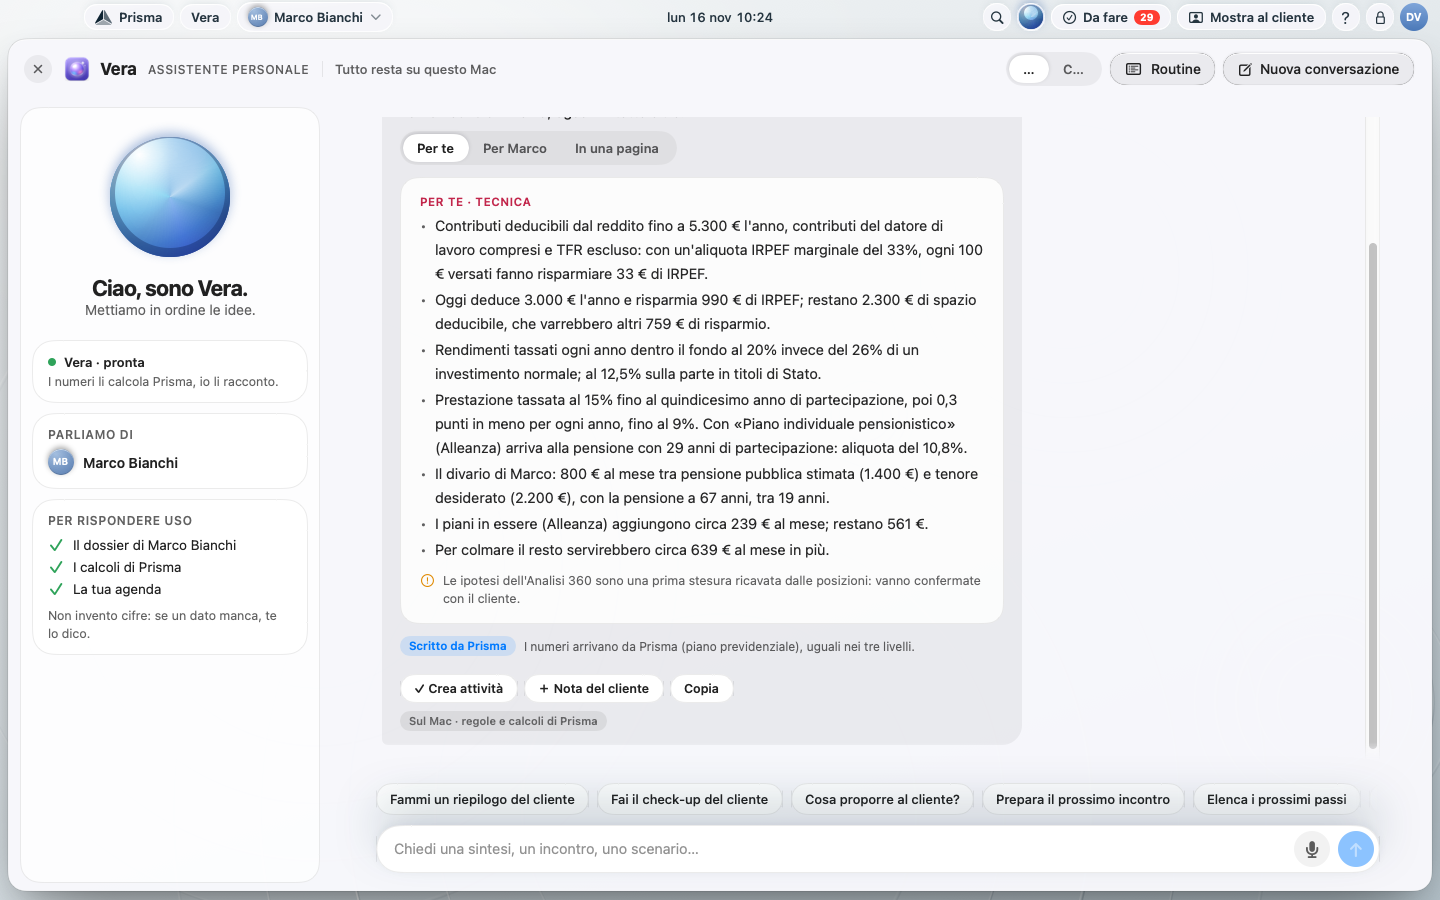 Prisma
Vera
MB
Marco Bianchi
lun 16 nov 10:24
Da fare
29
Mostra al cliente
?
DV
Vera
ASSISTENTE PERSONALE
Tutto resta su questo Mac
...
C...
Routine
Nuova conversazione
Ciao, sono Vera.
Mettiamo in ordine le idee.
Vera · pronta
I numeri li calcola Prisma, io li racconto.
PARLIAMO DI
MB
Marco Bianchi
PER RISPONDERE USO
Il dossier di Marco Bianchi
I calcoli di Prisma
La tua agenda
Non invento cifre: se un dato manca, te
lo dico.
Per te
Per Marco
In una pagina
PER TE · TECNICA
• Contributi deducibili dal reddito fino a 5.300 € l'anno, contributi del datore di
lavoro compresi e TFR escluso: con un'aliquota IRPEF marginale del 33%, ogni 100
€ versati fanno risparmiare 33 € di IRPEF.
• Oggi deduce 3.000 € l'anno e risparmia 990 € di IRPEF; restano 2.300 € di spazio
deducibile, che varrebbero altri 759 € di risparmio.
• Rendimenti tassati ogni anno dentro il fondo al 20% invece del 26% di un
investimento normale; al 12,5% sulla parte in titoli di Stato.
• Prestazione tassata al 15% fino al quindicesimo anno di partecipazione, poi 0,3
punti in meno per ogni anno, fino al 9%. Con «Piano individuale pensionistico»
(Alleanza) arriva alla pensione con 29 anni di partecipazione: aliquota del 10,8%.
• Il divario di Marco: 800 € al mese tra pensione pubblica stimata (1.400 €) e tenore
desiderato (2.200 €), con la pensione a 67 anni, tra 19 anni.
• I piani in essere (Alleanza) aggiungono circa 239 € al mese; restano 561 €.
• Per colmare il resto servirebbero circa 639 € al mese in più.
Le ipotesi dell'Analisi 360 sono una prima stesura ricavata dalle posizioni: vanno confermate
con il cliente.
Scritto da Prisma
I numeri arrivano da Prisma (piano previdenziale), uguali nei tre livelli.
Crea attività
+ Nota del cliente
Copia
Sul Mac · regole e calcoli di Prisma
Fammi un riepilogo del cliente
Fai il check-up del cliente
Cosa proporre al cliente?
Prepara il prossimo incontro
Elenca i prossimi passi
Chiedi una sintesi, un incontro, uno scenario...